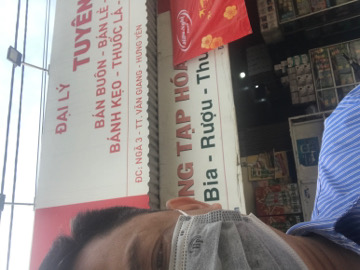 ĐẠI LÝ
TUYÊN
BÁN BUÔN - BÁN LẺ
BÁNH KẸO - THUỐC LÁ -
ĐC: NGÃ 3 - TT, VĂN GIANG - HƯNG YÊN
NG TẠP HÓA
Bia - Rượu - Thu